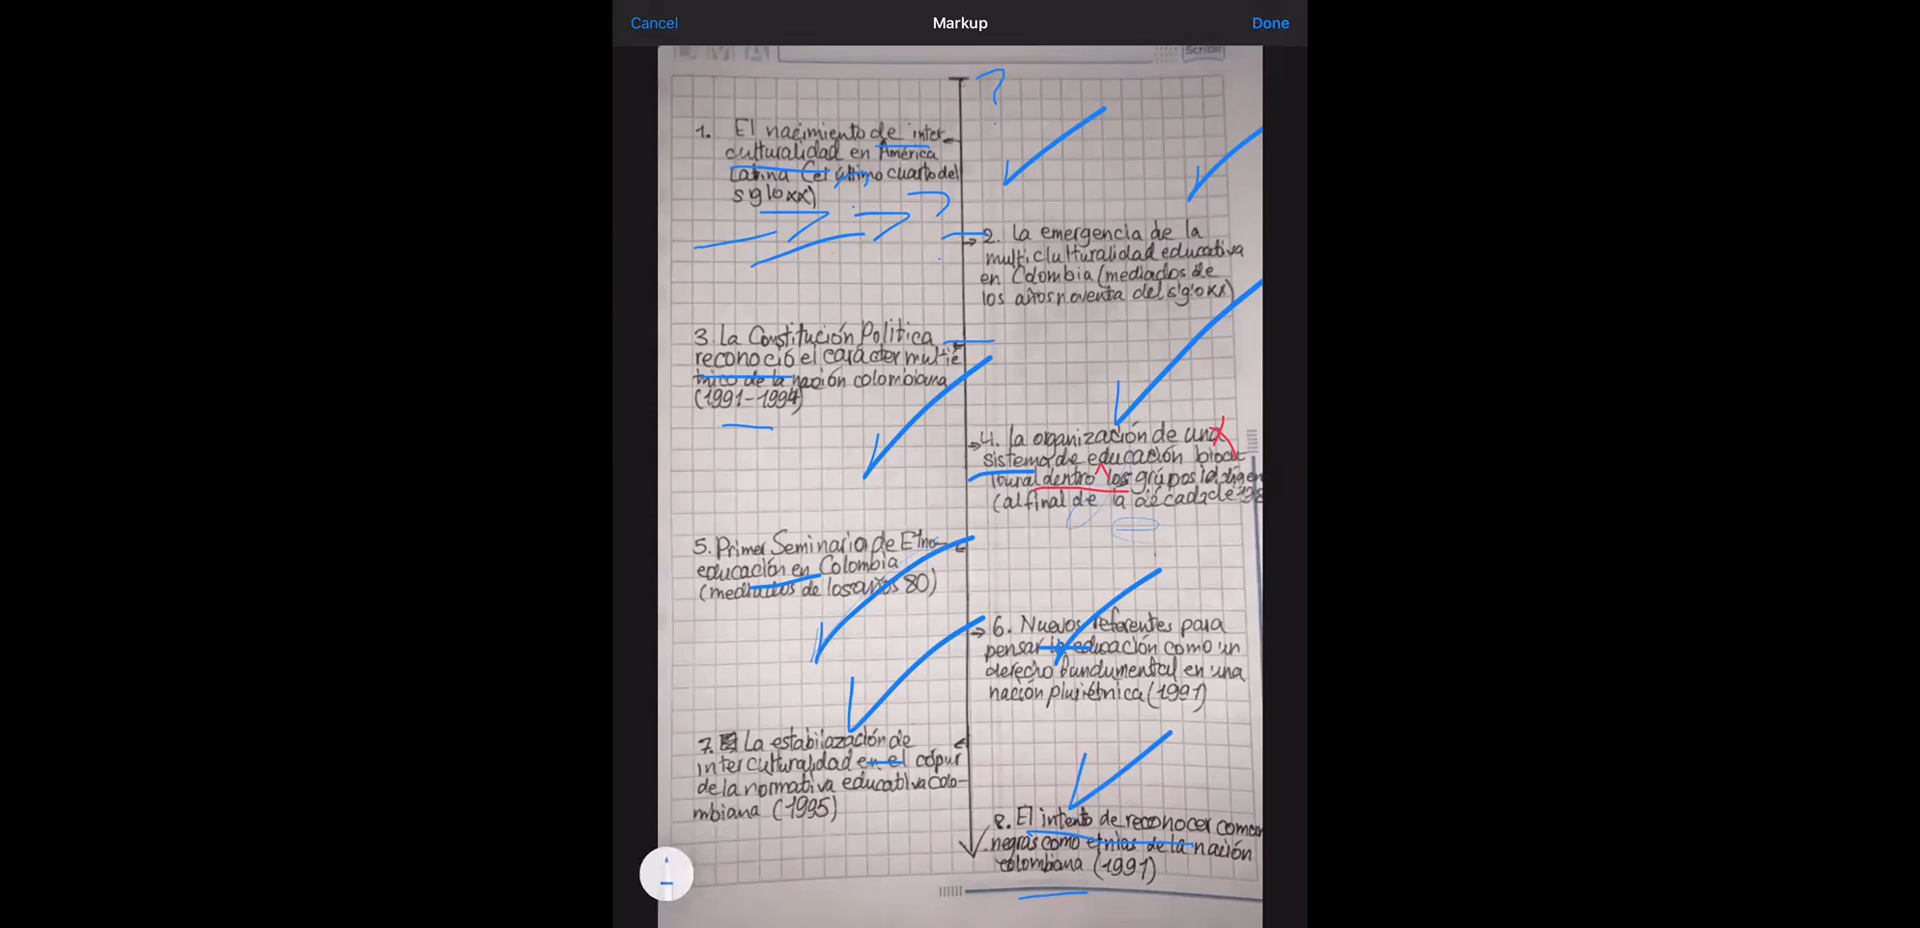 Cancel
Markup
Done
Scribe
?
1. El nacimiento de inter-
culturalidad en América
Latina (el último cuarto del
siglo xx)
?
2. La emergencia de la
multiclulturalidad educativa
en Colombia (mediados de
los años noventa del siglo xx)
3. La Constitución Política
reconoció el carácter multié
tnico de la nación colombiana
(1991-1994)
4. La organización de una
sistema de educación
dentro los grupos
(al final de la década de
5. Primer Seminario de Etno-
educación en Colombia
(mediados de los años 80)
6. Nuevos referentes para
pensar la educación como un
derecho fundumental en una
nación pluriétnica (1991)
7. La estabilazación de
interculturalidad en el córpur
de la normativa educativa colo-
mbiana (1995)
8. El intento de reconocer
negras como etnias de la nación
colombiana (1991)